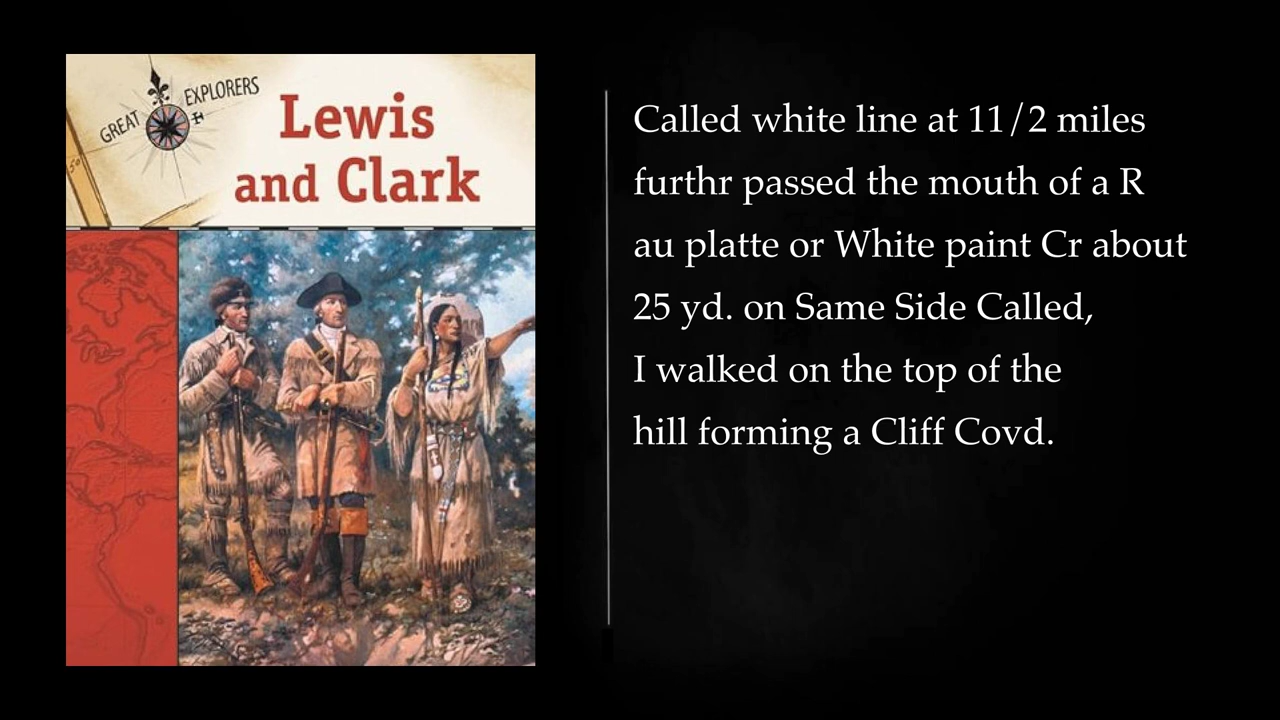 GREAT EXPLORERS
Lewis
and Clark
50
Called white line at 11/2 miles
furthr passed the mouth of a R
au platte or White paint Cr about
25 yd. on Same Side Called,
I walked on the top of the
hill forming a Cliff Covd.